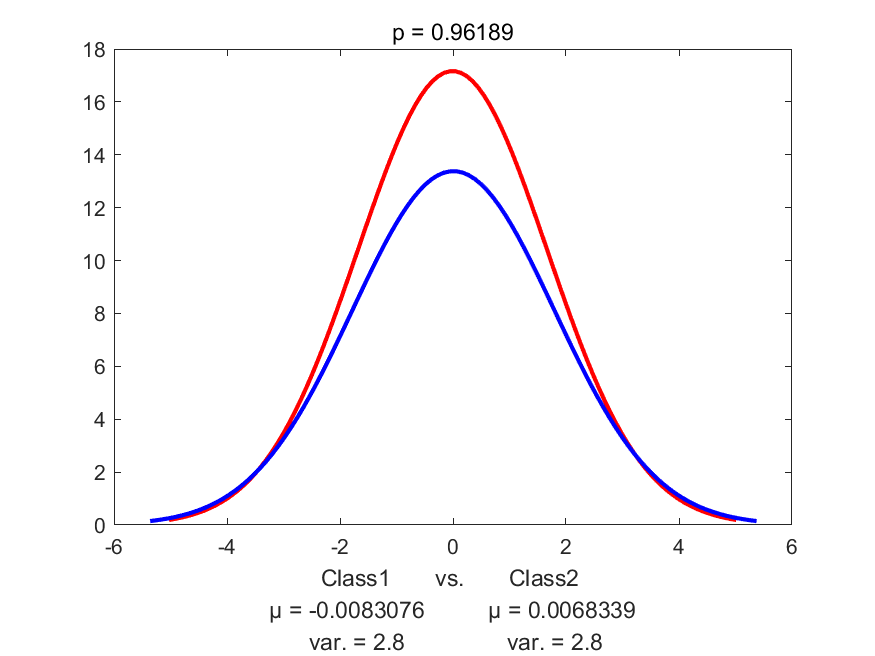 p = 0.96189
18
16
14
12
10
8
6
4
2
0
-6 -4 -2 0 2 4 6
Class1 vs. Class2
μ = -0.0083076 μ = 0.0068339
var. = 2.8 var. = 2.8